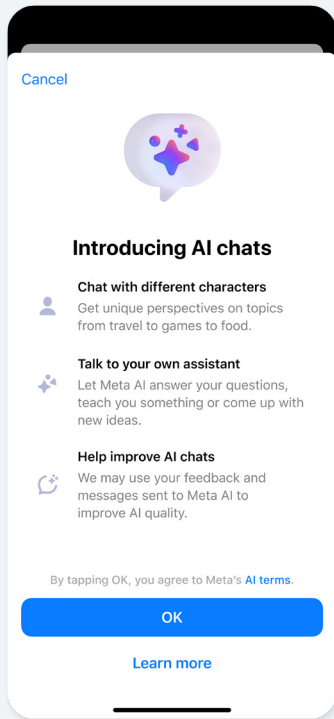 Cancel
Introducing AI chats
Chat with different characters
Get unique perspectives on topics
from travel to games to food.
Talk to your own assistant
Let Meta AI answer your questions,
teach you something or come up with
new ideas.
Help improve AI chats
We may use your feedback and
messages sent to Meta AI to
improve AI quality.
By tapping OK, you agree to Meta's AI terms.
OK
Learn more